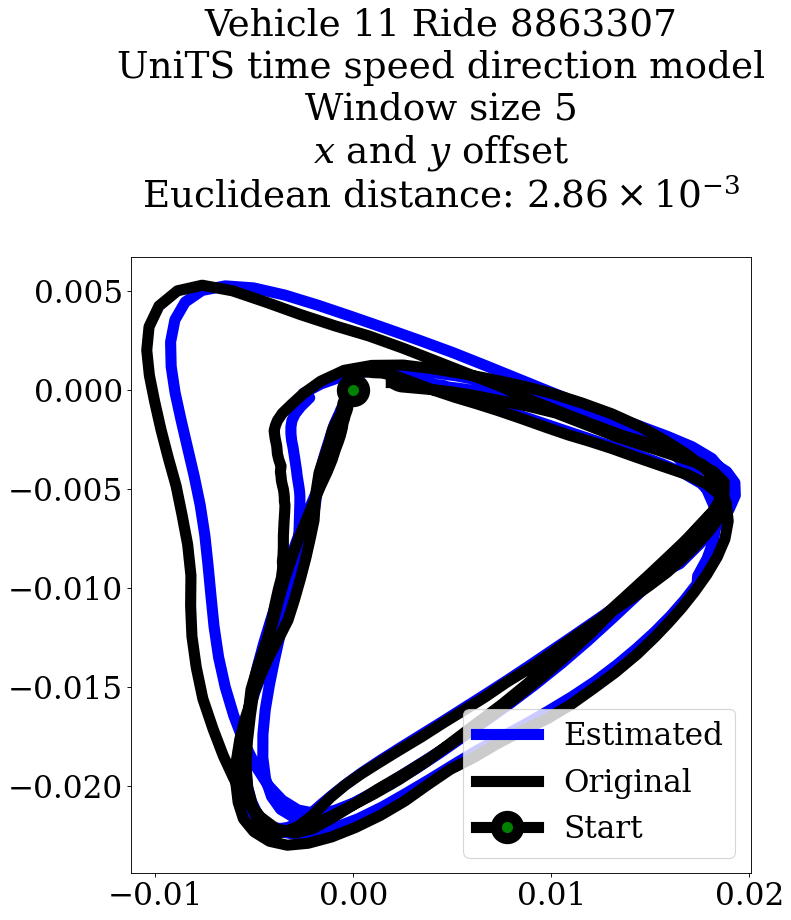 Vehicle 11 Ride 8863307
UniTS time speed direction model
Window size 5
x and y offset
Euclidean distance: 2.86 × 10⁻³
0.005
0.000
−0.005
−0.010
−0.015
−0.020
Estimated
Original
Start
−0.01 0.00 0.01 0.02